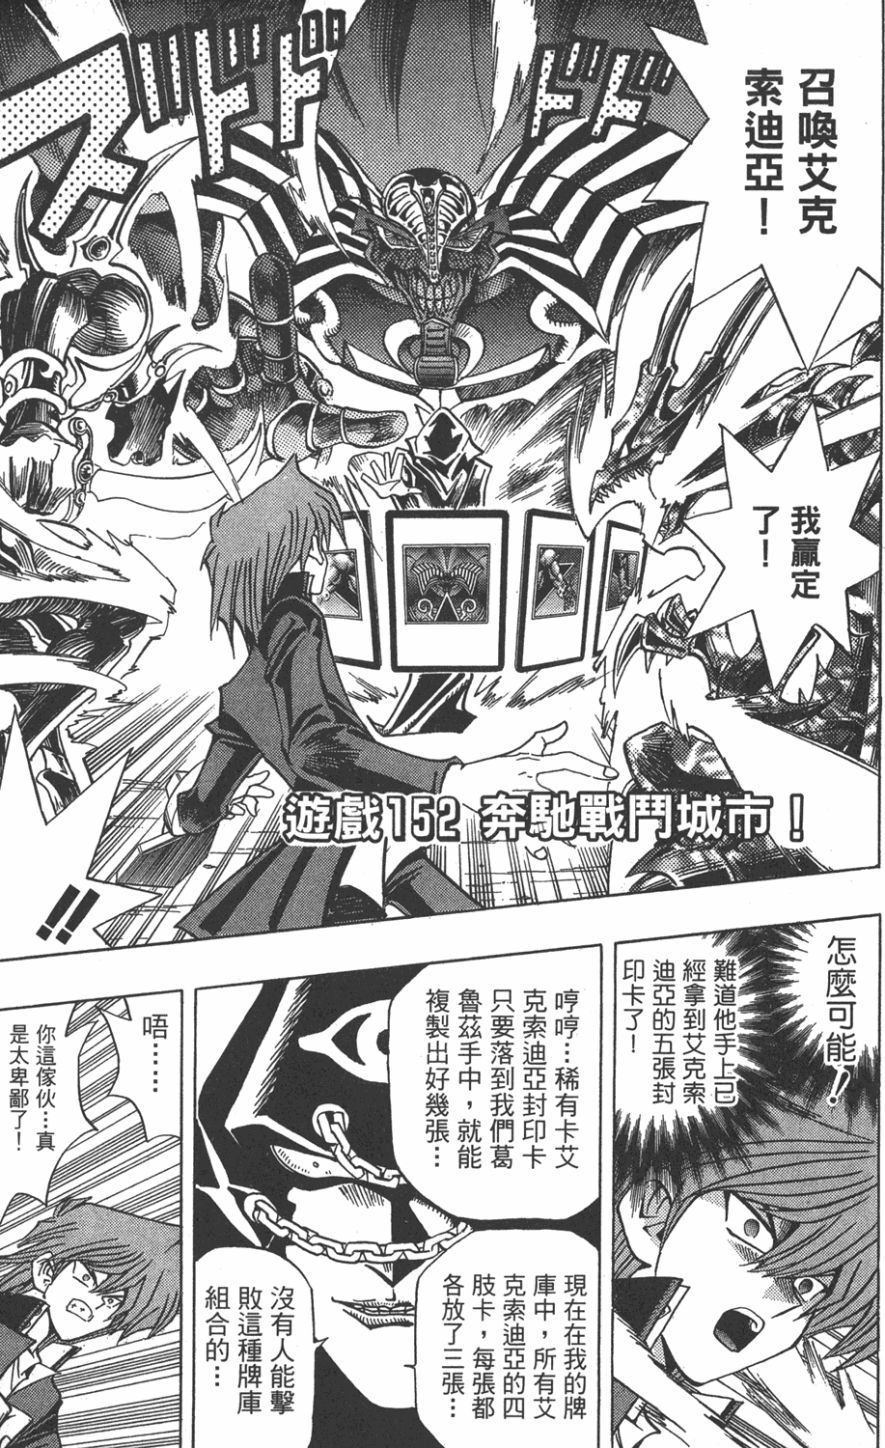 ズドドドド
召喚艾克
索迪亞！
我贏定
了！
遊戲152 奔馳戰鬥城市！
!!
怎麼可能！
難道他手上已
經拿到艾克索
迪亞的五張封
印卡了！
哼哼…稀有卡艾
克索迪亞封印卡
只要落到我們葛
魯茲手中，就能
複製出好幾張…
現在在我的牌
庫中，所有艾
克索迪亞的四
肢卡，每張都
各放了三張…
沒有人能擊
敗這種牌庫
組合的…
唔……
你這傢伙…真
是太卑鄙了！